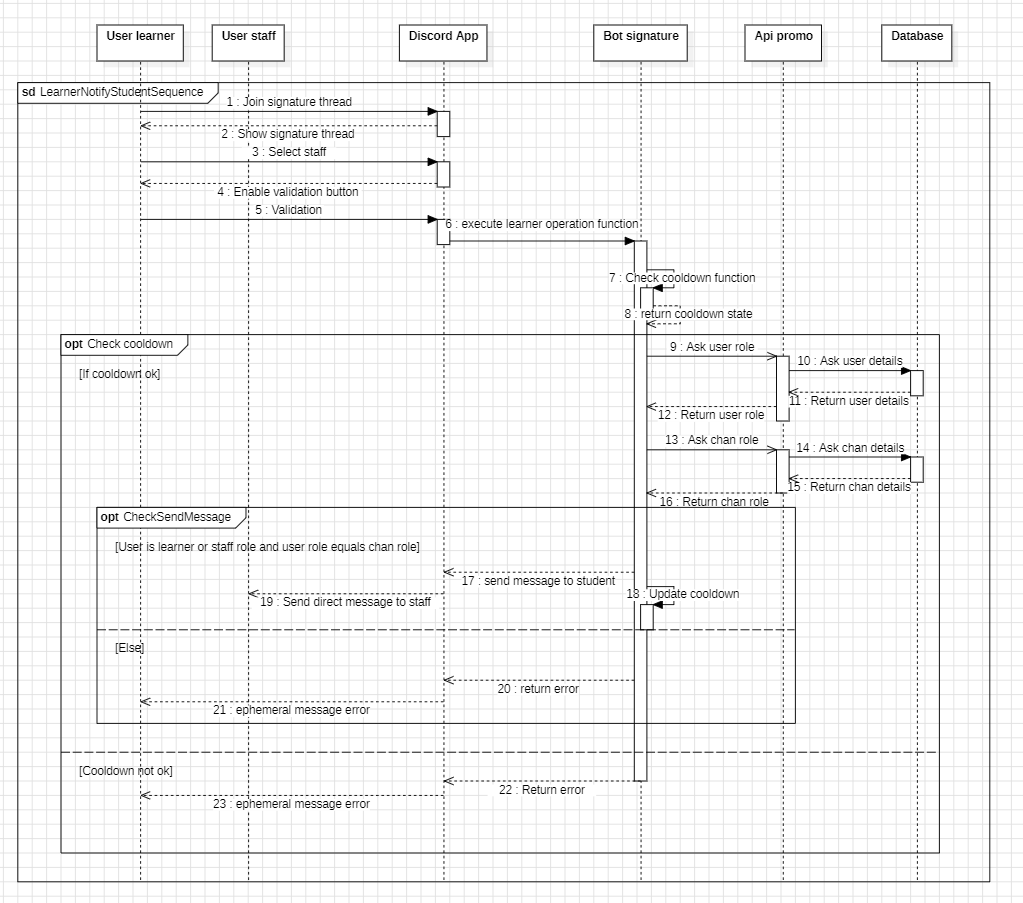 User learner
User staff
Discord App
Bot signature
Api promo
Database
sd LearnerNotifyStudentSequence
1 : Join signature thread
2 : Show signature thread
3 : Select staff
4 : Enable validation button
5 : Validation
6 : execute learner operation function
7 : Check cooldown function
8 : return cooldown state
opt Check cooldown
[If cooldown ok]
9 : Ask user role
10 : Ask user details
11 : Return user details
12 : Return user role
13 : Ask chan role
14 : Ask chan details
15 : Return chan details
16 : Return chan role
opt CheckSendMessage
[User is learner or staff role and user role equals chan role]
17 : send message to student
18 : Update cooldown
19 : Send direct message to staff
[Else]
20 : return error
21 : ephemeral message error
[Cooldown not ok]
22 : Return error
23 : ephemeral message error